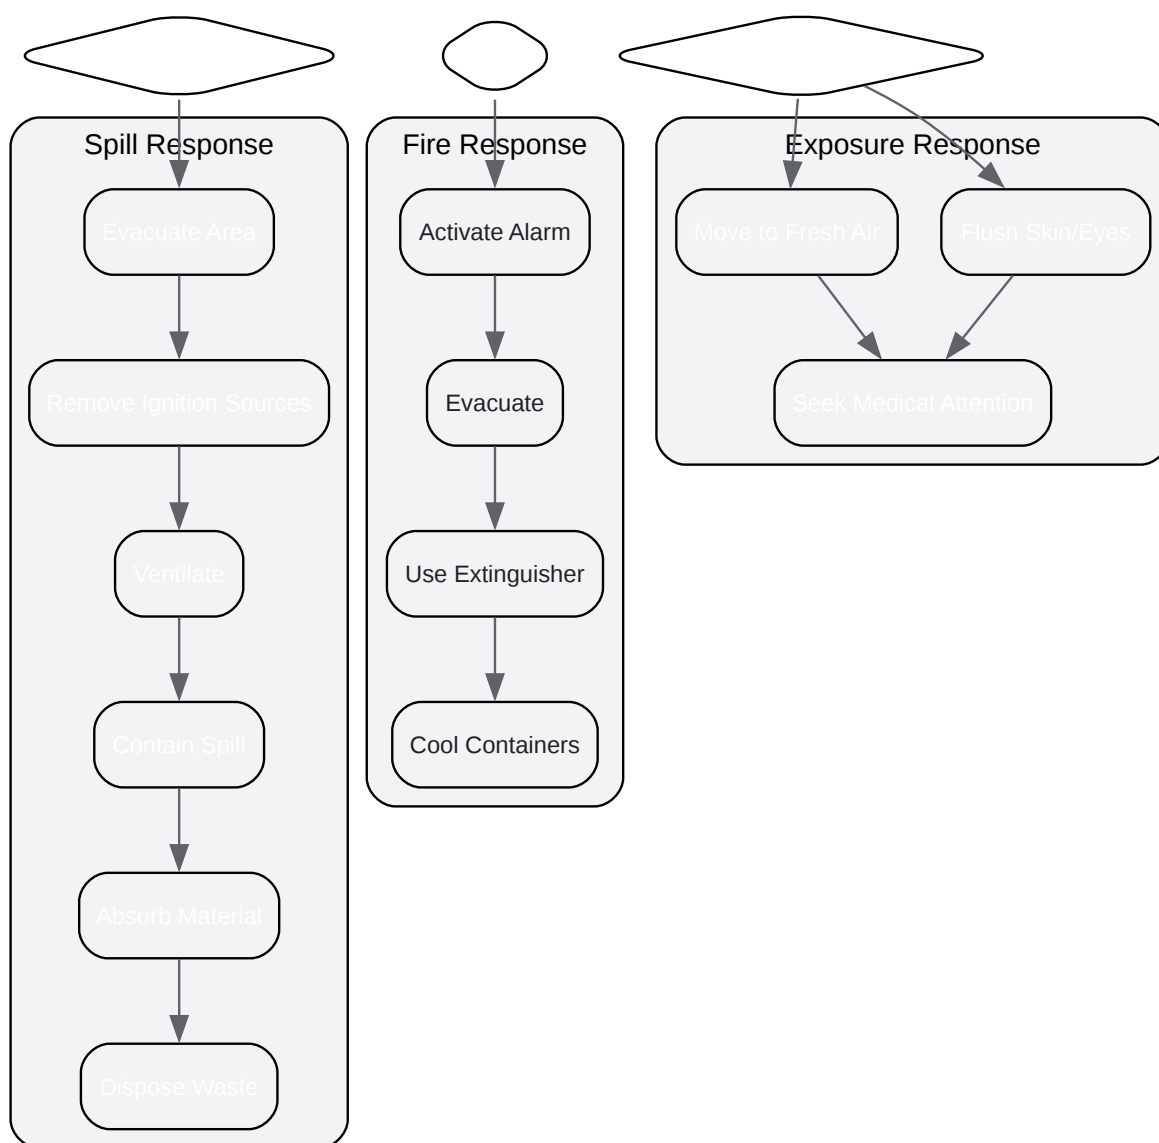 Spill Response
Evacuate Area
Remove Ignition Sources
Ventilate
Contain Spill
Absorb Material
Dispose Waste
Fire Response
Activate Alarm
Evacuate
Use Extinguisher
Cool Containers
Exposure Response
Move to Fresh Air
Flush Skin/Eyes
Seek Medical Attention